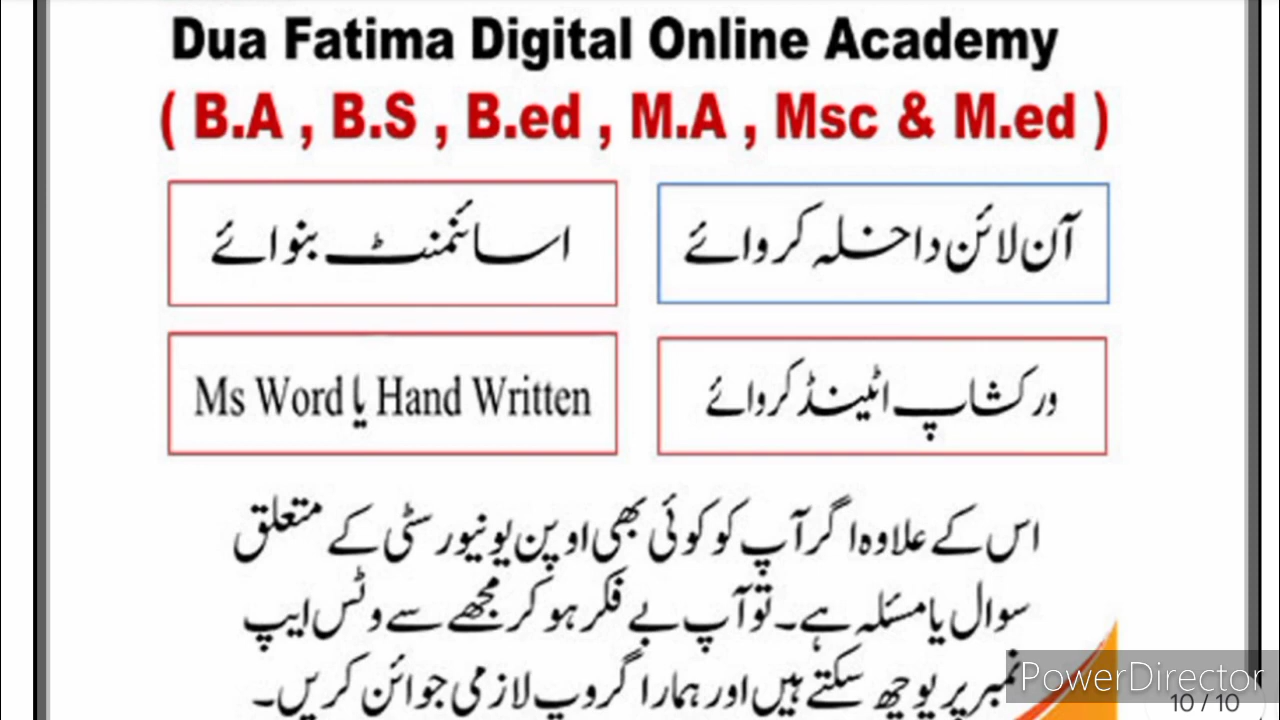 Dua Fatima Digital Online Academy
( B.A , B.S , B.ed , M.A , Msc & M.ed )
آن لائن داخلہ کروائے
اسائنمنٹ بنوائے
ورکشاپ اٹینڈ کروائے
Ms Word یا Hand Written
اس کے علاوہ اگر آپ کو کوئی بھی اوپن یونیورسٹی کے متعلق
سوال یا مسئلہ ہے۔ تو آپ بے فکر ہو کر مجھے سے وٹس ایپ
نمبر پر پوچھ سکتے ہیں اور ہمارا گروپ لازمی جوائن کریں۔
PowerDirector
10 / 10